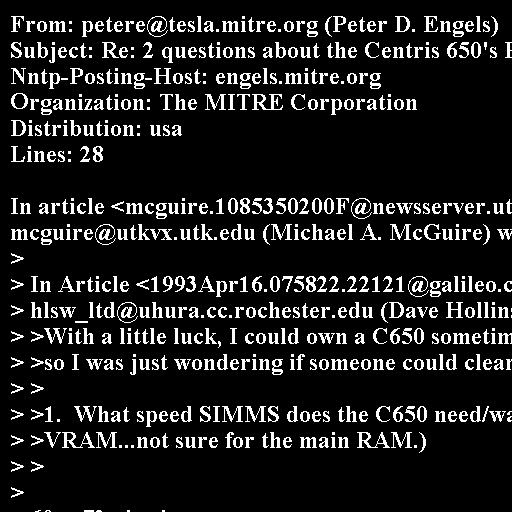 From: petere@tesla.mitre.org (Peter D. Engels)
Subject: Re: 2 questions about the Centris 650's
Nntp-Posting-Host: engels.mitre.org
Organization: The MITRE Corporation
Distribution: usa
Lines: 28

In article <mcguire.1085350200F@newsserver.ut
mcguire@utkvx.utk.edu (Michael A. McGuire) w
>
> In Article <1993Apr16.075822.22121@galileo.c
> hlsw_ltd@uhura.cc.rochester.edu (Dave Hollins
> >With a little luck, I could own a C650 sometim
> >so I was just wondering if someone could clear
> >
> >1.  What speed SIMMS does the C650 need/wa
> >VRAM...not sure for the main RAM.)
> >
>